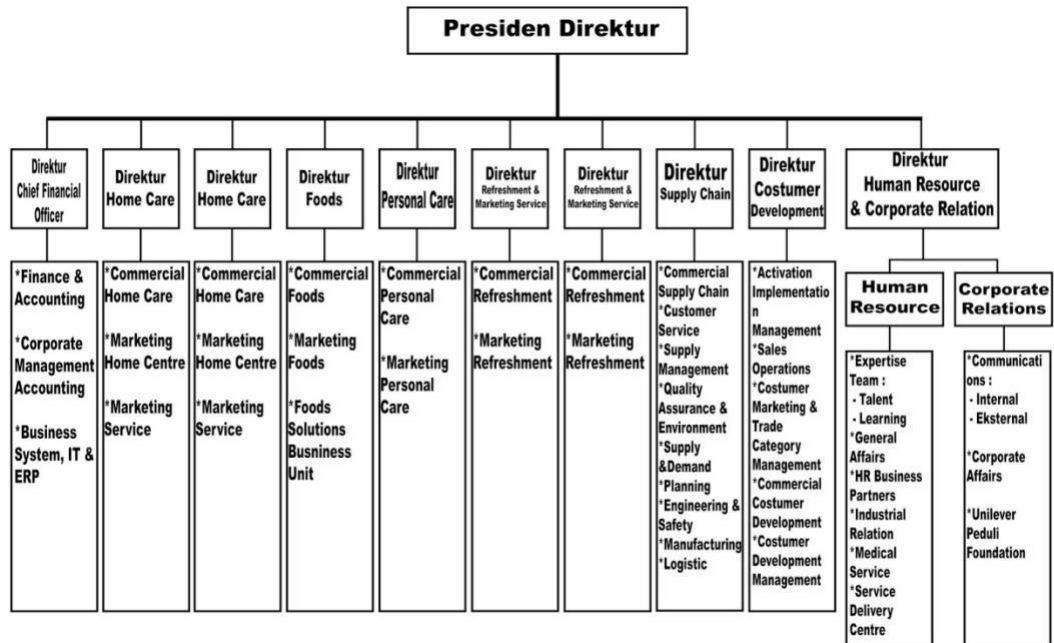 Presiden Direktur
Direktur
Chief Financial
Officer
Direktur
Home Care
Direktur
Home Care
Direktur
Foods
Direktur
Personal Care
Direktur
Refreshment &
Marketing Service
Direktur
Refreshment &
Marketing Service
Direktur
Supply Chain
Direktur
Costumer
Development
Direktur
Human Resource
& Corporate Relation
*Finance &
Accounting
*Corporate
Management
Accounting
*Business
System, IT &
ERP
*Commercial
Home Care
*Marketing
Home Centre
*Marketing
Service
*Commercial
Home Care
*Marketing
Home Centre
*Marketing
Service
*Commercial
Foods
*Marketing
Foods
*Foods
Solutions
Busniness
Unit
*Commercial
Personal
Care
*Marketing
Personal
Care
*Commercial
Refreshment
*Marketing
Refreshment
*Commercial
Refreshment
*Marketing
Refreshment
*Commercial
Supply Chain
*Customer
Service
*Supply
Management
*Quality
Assurance &
Environment
*Supply
&Demand
*Planning
*Engineering &
Safety
*Manufacturing
*Logistic
*Activation
Implementatio
n
Management
*Sales
Operations
*Costumer
Marketing &
Trade
Category
Management
*Commercial
Costumer
Development
*Costumer
Development
Management
Human
Resource
*Expertise
Team :
- Talent
- Learning
*General
Affairs
*HR Business
Partners
*Industrial
Relation
*Medical
Service
*Service
Delivery
Centre
Corporate
Relations
*Communicati
ons :
- Internal
- Eksternal
*Corporate
Affairs
*Unilever
Peduli
Foundation